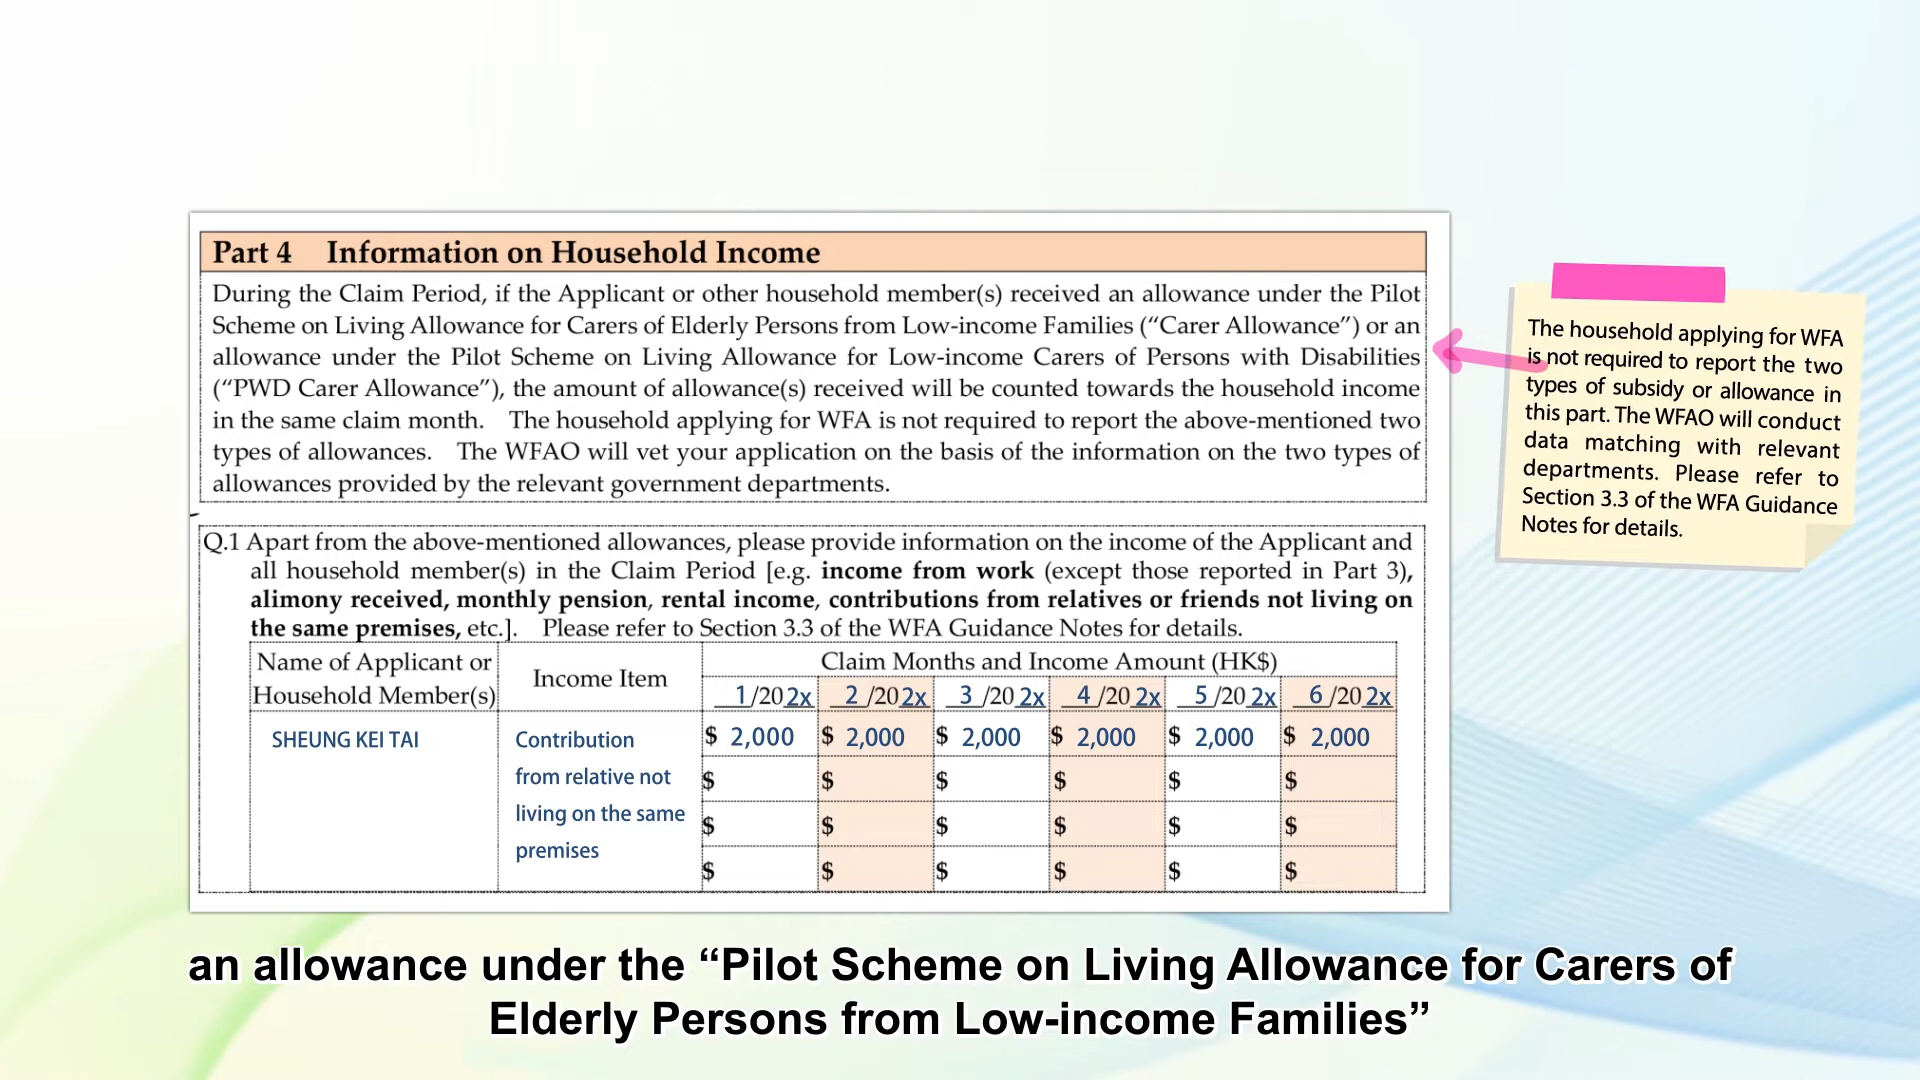 Part 4 Information on Household Income
During the Claim Period, if the Applicant or other household member(s) received an allowance under the Pilot
Scheme on Living Allowance for Carers of Elderly Persons from Low-income Families (“Carer Allowance”) or an
allowance under the Pilot Scheme on Living Allowance for Low-income Carers of Persons with Disabilities
(“PWD Carer Allowance”), the amount of allowance(s) received will be counted towards the household income
in the same claim month. The household applying for WFA is not required to report the above-mentioned two
types of allowances. The WFAO will vet your application on the basis of the information on the two types of
allowances provided by the relevant government departments.
The household applying for WFA
is not required to report the two
types of subsidy or allowance in
this part. The WFAO will conduct
data matching with relevant
departments. Please refer to
Section 3.3 of the WFA Guidance
Notes for details.
Q.1 Apart from the above-mentioned allowances, please provide information on the income of the Applicant and
all household member(s) in the Claim Period [e.g. income from work (except those reported in Part 3),
alimony received, monthly pension, rental income, contributions from relatives or friends not living on
the same premises, etc.]. Please refer to Section 3.3 of the WFA Guidance Notes for details.
Name of Applicant or
Household Member(s)
Income Item
Claim Months and Income Amount (HK$)
1/202x 2/202x 3/202x 4/202x 5/202x 6/202x
SHEUNG KEI TAI
Contribution
from relative not
living on the same
premises
$ 2,000 $ 2,000 $ 2,000 $ 2,000 $ 2,000 $ 2,000
$ $ $ $ $ $
$ $ $ $ $ $
$ $ $ $ $ $
an allowance under the “Pilot Scheme on Living Allowance for Carers of
Elderly Persons from Low-income Families”